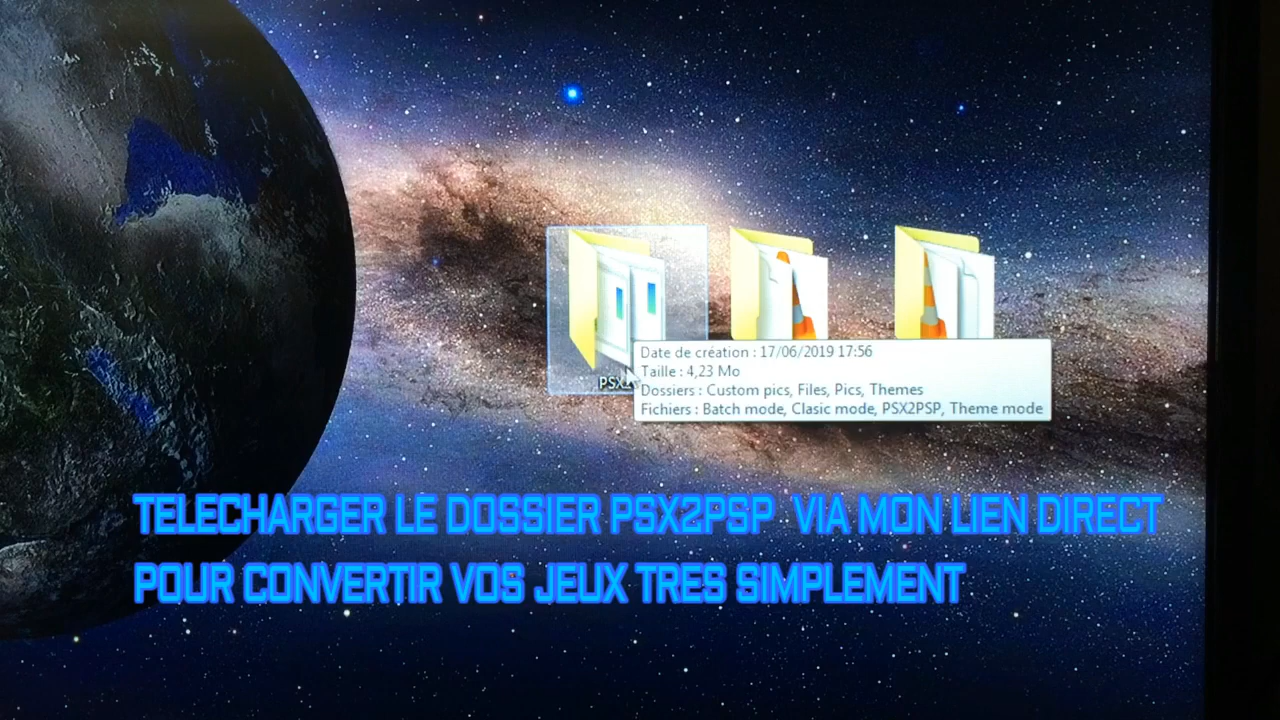 Date de création : 17/06/2019 17:56
Taille : 4,23 Mo
Dossiers : Custom pics, Files, Pics, Themes
Fichiers : Batch mode, Clasic mode, PSX2PSP, Theme mode
TELECHARGER LE DOSSIER PSX2PSP VIA MON LIEN DIRECT
POUR CONVERTIR VOS JEUX TRES SIMPLEMENT